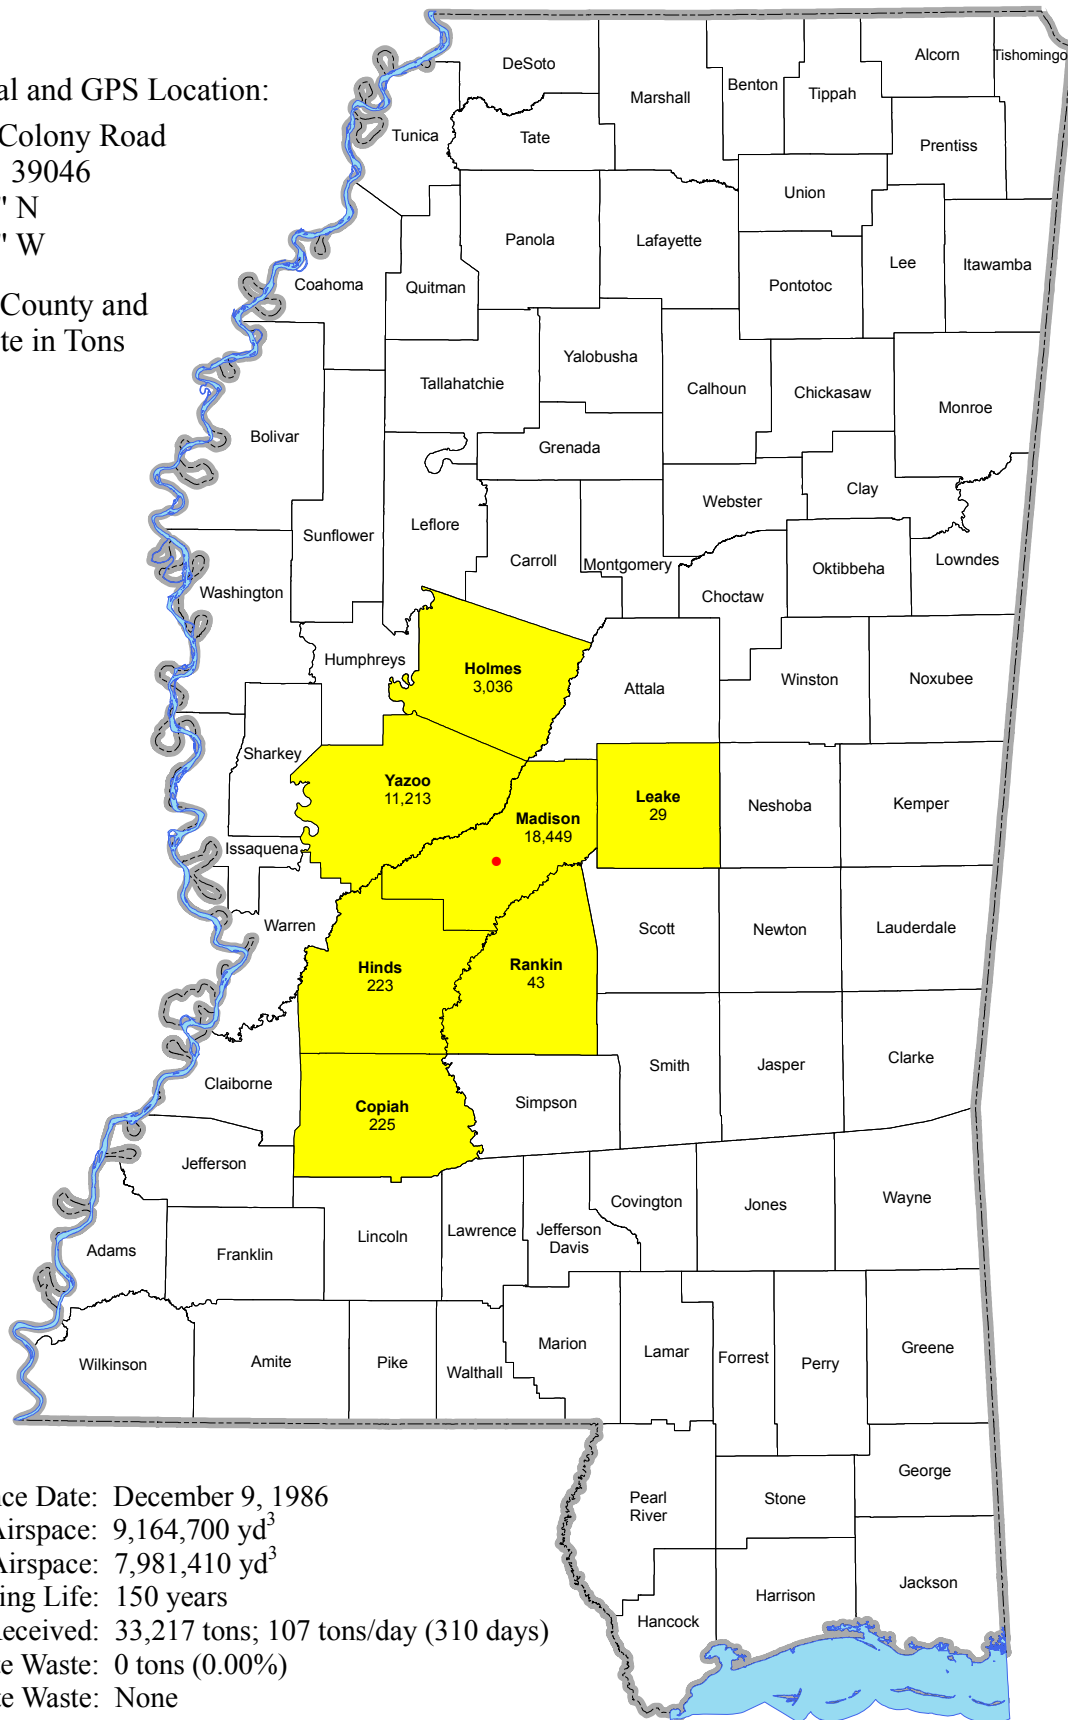 al and GPS Location:
Colony Road
39046
" N
" W
County and
te in Tons
DeSoto
Marshall
Benton
Tippah
Alcorn
Tishomingo
Tunica
Tate
Prentiss
Union
Panola
Lafayette
Pontotoc
Lee
Itawamba
Coahoma
Quitman
Yalobusha
Tallahatchie
Calhoun
Chickasaw
Monroe
Bolivar
Grenada
Clay
Webster
Leflore
Sunflower
Carroll
Montgomery
Oktibbeha
Lowndes
Washington
Choctaw
Humphreys
Holmes
3,036
Attala
Winston
Noxubee
Sharkey
Yazoo
11,213
Madison
18,449
Leake
29
Neshoba
Kemper
Issaquena
Warren
Scott
Newton
Lauderdale
Hinds
223
Rankin
43
Smith
Jasper
Clarke
Claiborne
Copiah
225
Simpson
Jefferson
Covington
Jones
Wayne
Adams
Franklin
Lincoln
Lawrence
Jefferson
Davis
Wilkinson
Amite
Pike
Walthall
Marion
Lamar
Forrest
Perry
Greene
George
Pearl
River
Stone
Hancock
Harrison
Jackson
nce Date: December 9, 1986
Airspace: 9,164,700 yd³
Airspace: 7,981,410 yd³
ing Life: 150 years
Received: 33,217 tons; 107 tons/day (310 days)
te Waste: 0 tons (0.00%)
te Waste: None